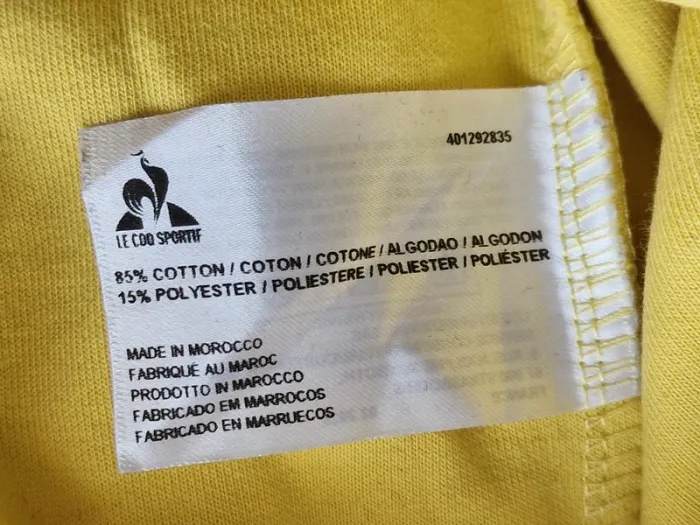 401292835
LE COQ SPORTIF
85% COTTON / COTON / COTONE / ALGODAO / ALGODON
15% POLYESTER / POLIESTERE / POLIESTER / POLIÉSTER
MADE IN MOROCCO
FABRIQUÉ AU MAROC
PRODOTTO IN MAROCCO
FABRICADO EM MARROCOS
FABRICADO EN MARRUECOS